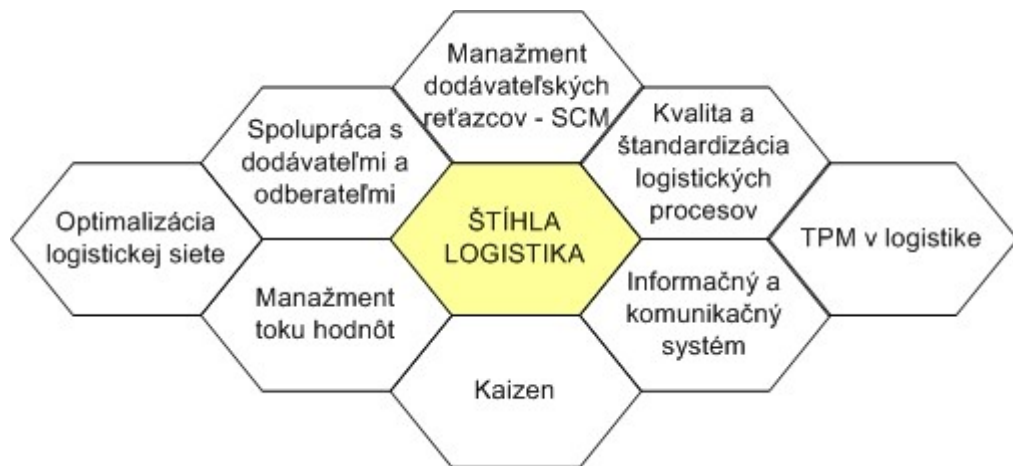 Manažment
dodávateľských
reťazcov - SCM
Spolupráca s
dodávateľmi a
odberateľmi
Kvalita a
štandardizácia
logistických
procesov
Optimalizácia
logistickej siete
ŠTÍHLA
LOGISTIKA
TPM v logistike
Manažment
toku hodnôt
Informačný a
komunikačný
systém
Kaizen